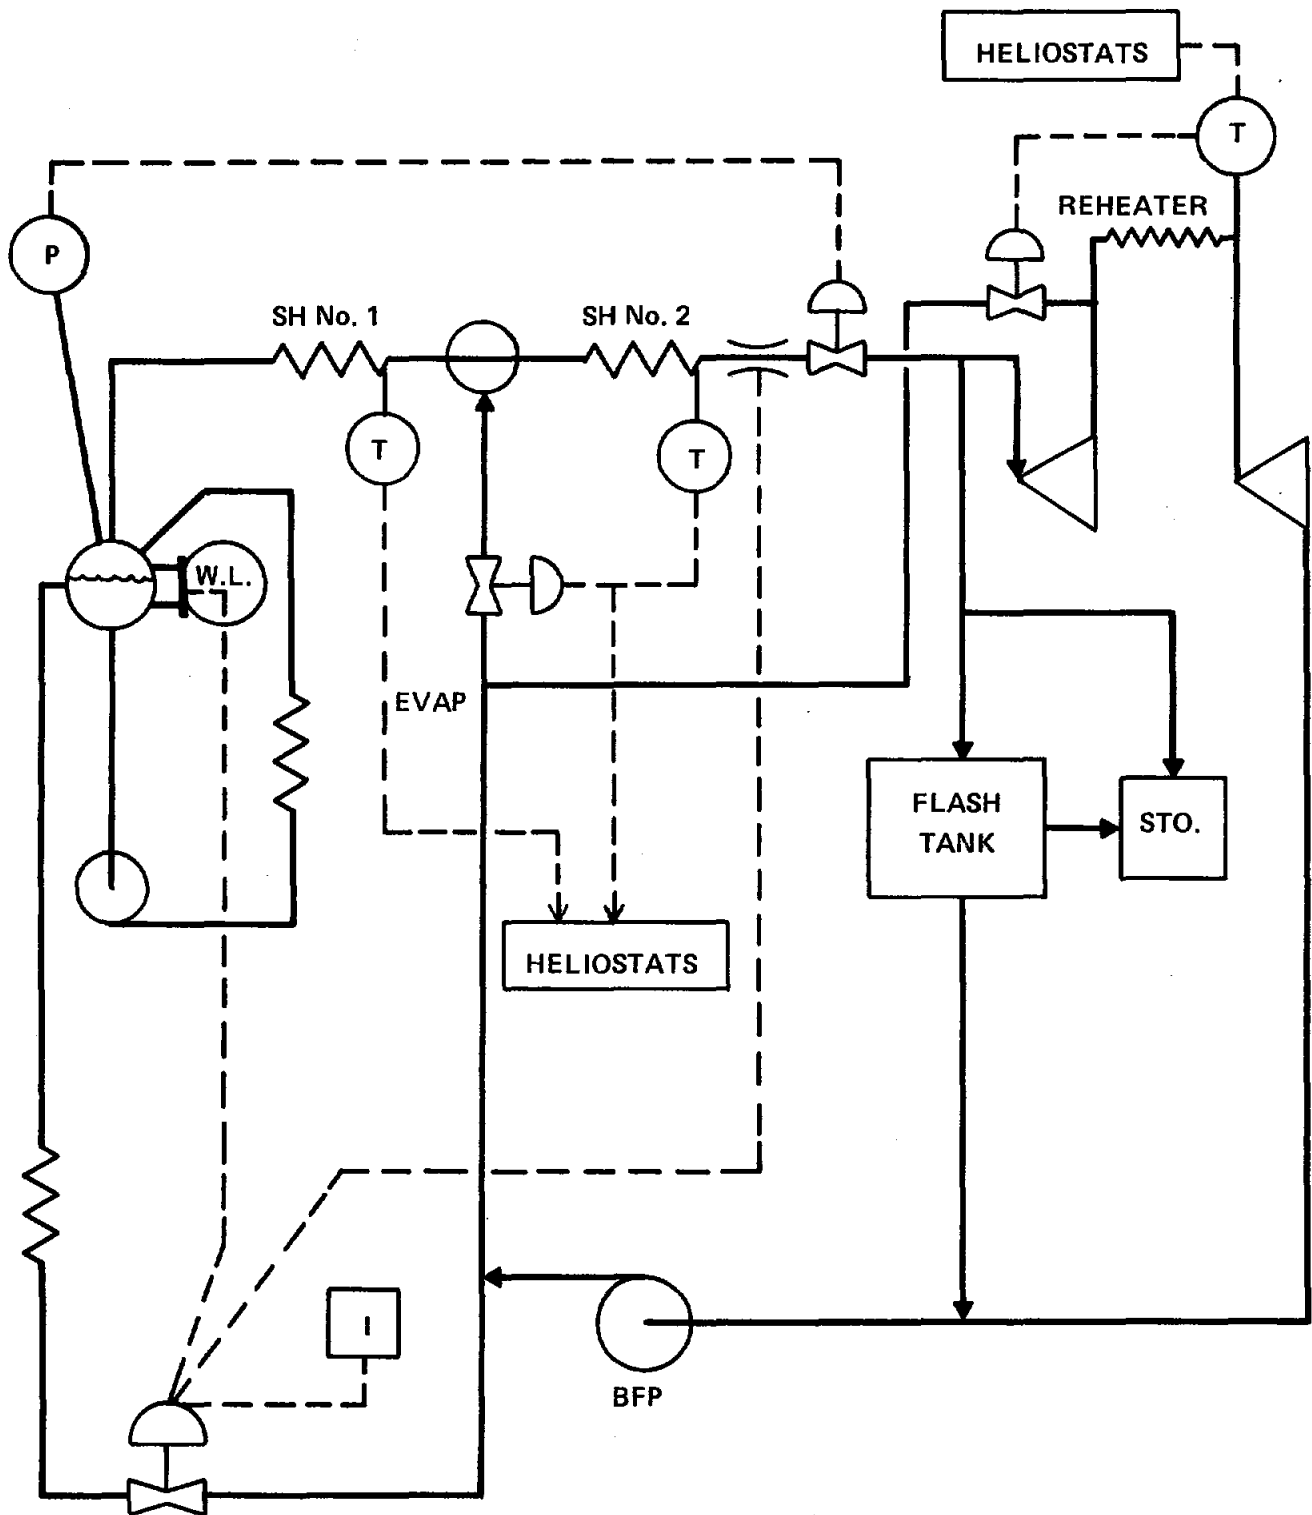 HELIOSTATS
T
REHEATER
P
SH No. 1
SH No. 2
T
T
W.L.
EVAP
FLASH
TANK
STO.
HELIOSTATS
I
BFP